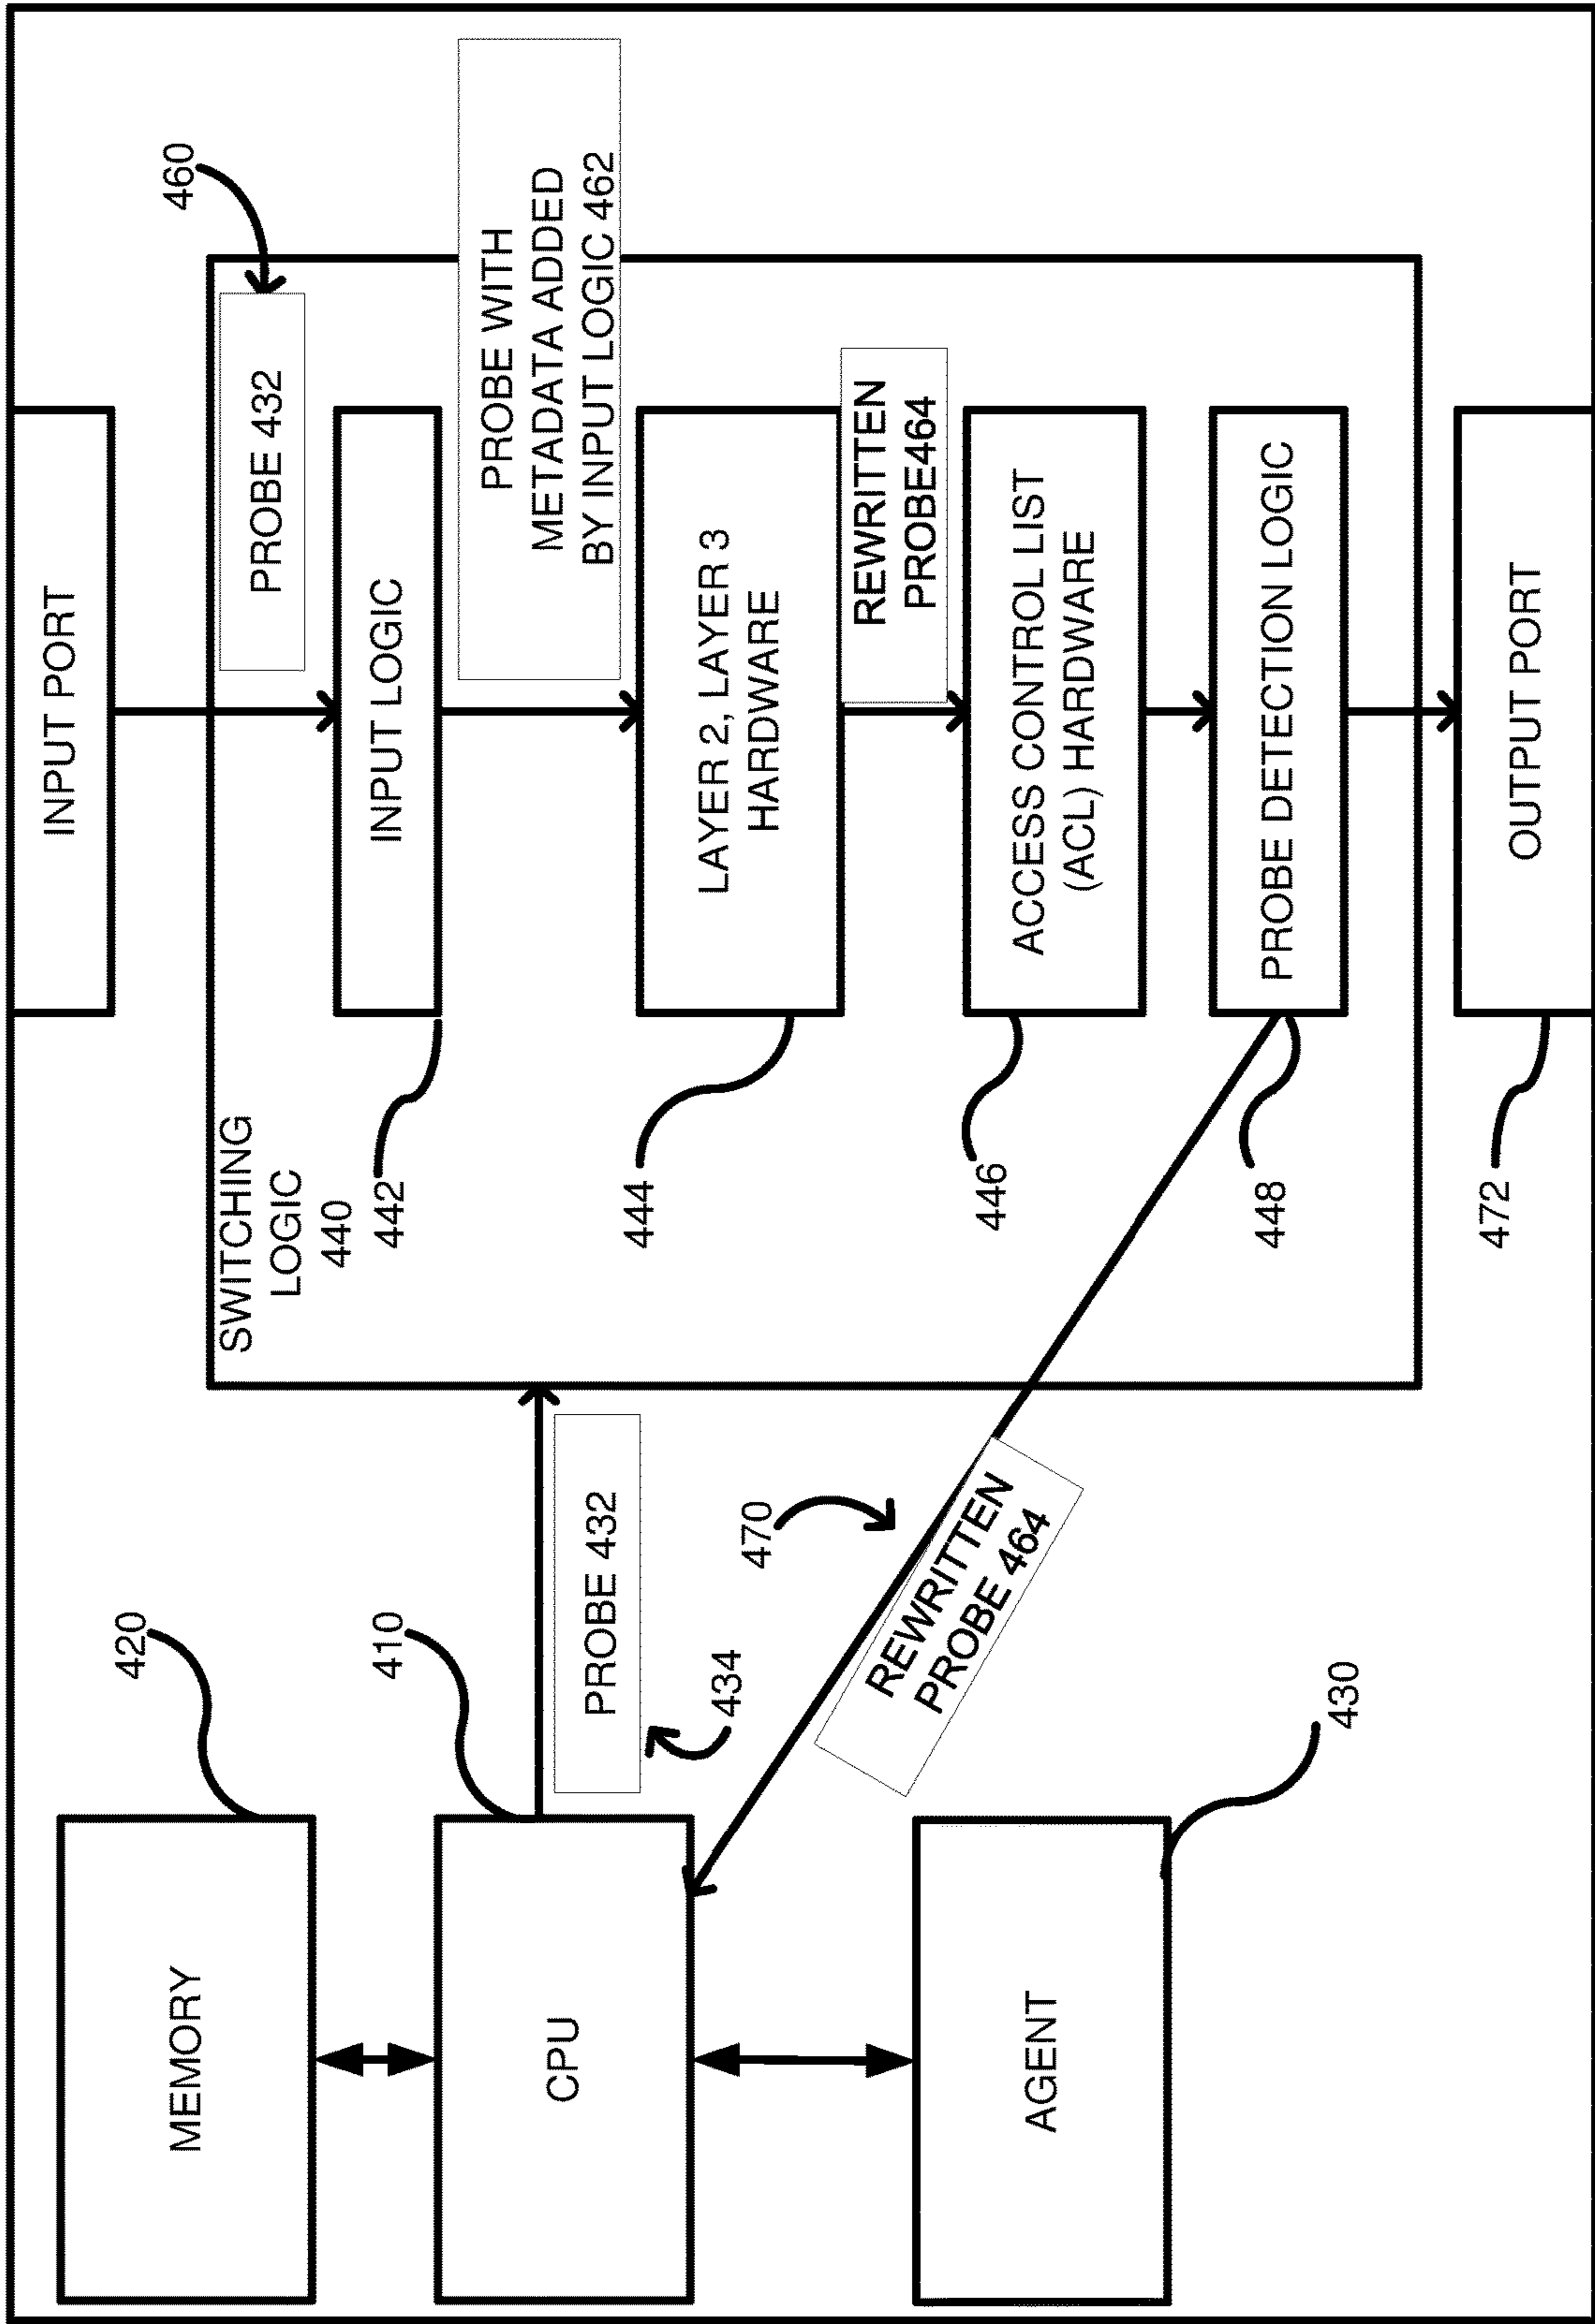 MEMORY
420
CPU
410
AGENT
430
PROBE 432
434
470
REWRITTEN
PROBE 464
SWITCHING
LOGIC
440
INPUT PORT
460
PROBE 432
INPUT LOGIC
442
PROBE WITH
METADATA ADDED
BY INPUT LOGIC 462
LAYER 2, LAYER 3
HARDWARE
444
REWRITTEN
PROBE464
ACCESS CONTROL LIST
(ACL) HARDWARE
446
PROBE DETECTION LOGIC
448
OUTPUT PORT
472